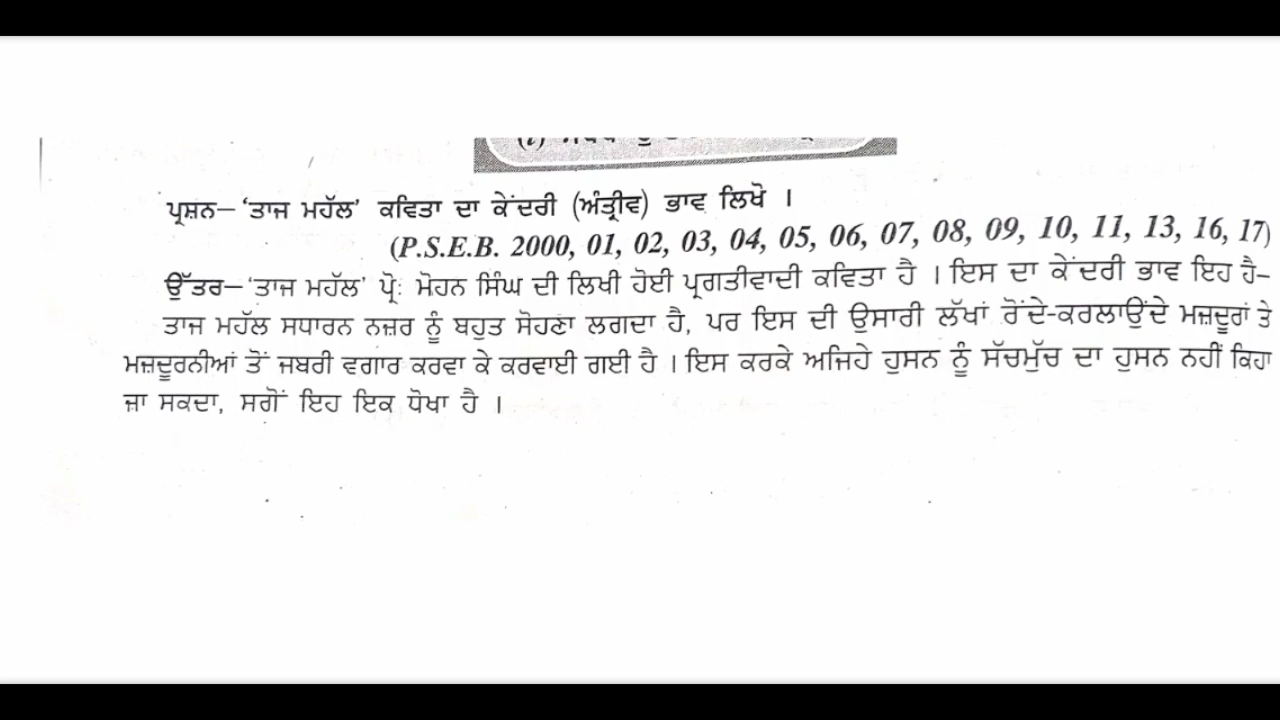 ਪ੍ਰਸ਼ਨ—‘ਤਾਜ ਮਹੱਲ’ ਕਵਿਤਾ ਦਾ ਕੇਂਦਰੀ (ਅੰਤ੍ਰੀਵ) ਭਾਵ ਲਿਖੋ ।
(P.S.E.B. 2000, 01, 02, 03, 04, 05, 06, 07, 08, 09, 10, 11, 13, 16, 17)
ਉੱਤਰ—‘ਤਾਜ ਮਹੱਲ’ ਪ੍ਰੋ: ਮੋਹਨ ਸਿੰਘ ਦੀ ਲਿਖੀ ਹੋਈ ਪ੍ਰਗਤੀਵਾਦੀ ਕਵਿਤਾ ਹੈ । ਇਸ ਦਾ ਕੇਂਦਰੀ ਭਾਵ ਇਹ ਹੈ—
ਤਾਜ ਮਹੱਲ ਸਧਾਰਨ ਨਜ਼ਰ ਨੂੰ ਬਹੁਤ ਸੋਹਣਾ ਲਗਦਾ ਹੈ, ਪਰ ਇਸ ਦੀ ਉਸਾਰੀ ਲੱਖਾਂ ਰੋਂਦੇ-ਕਰਲਾਉਂਦੇ ਮਜ਼ਦੂਰਾਂ ਤੇ
ਮਜ਼ਦੂਰਨੀਆਂ ਤੋਂ ਜਬਰੀ ਵਗਾਰ ਕਰਵਾ ਕੇ ਕਰਵਾਈ ਗਈ ਹੈ । ਇਸ ਕਰਕੇ ਅਜਿਹੇ ਹੁਸਨ ਨੂੰ ਸੱਚਮੁੱਚ ਦਾ ਹੁਸਨ ਨਹੀਂ ਕਿਹਾ
ਜਾ ਸਕਦਾ, ਸਗੋਂ ਇਹ ਇਕ ਧੋਖਾ ਹੈ ।